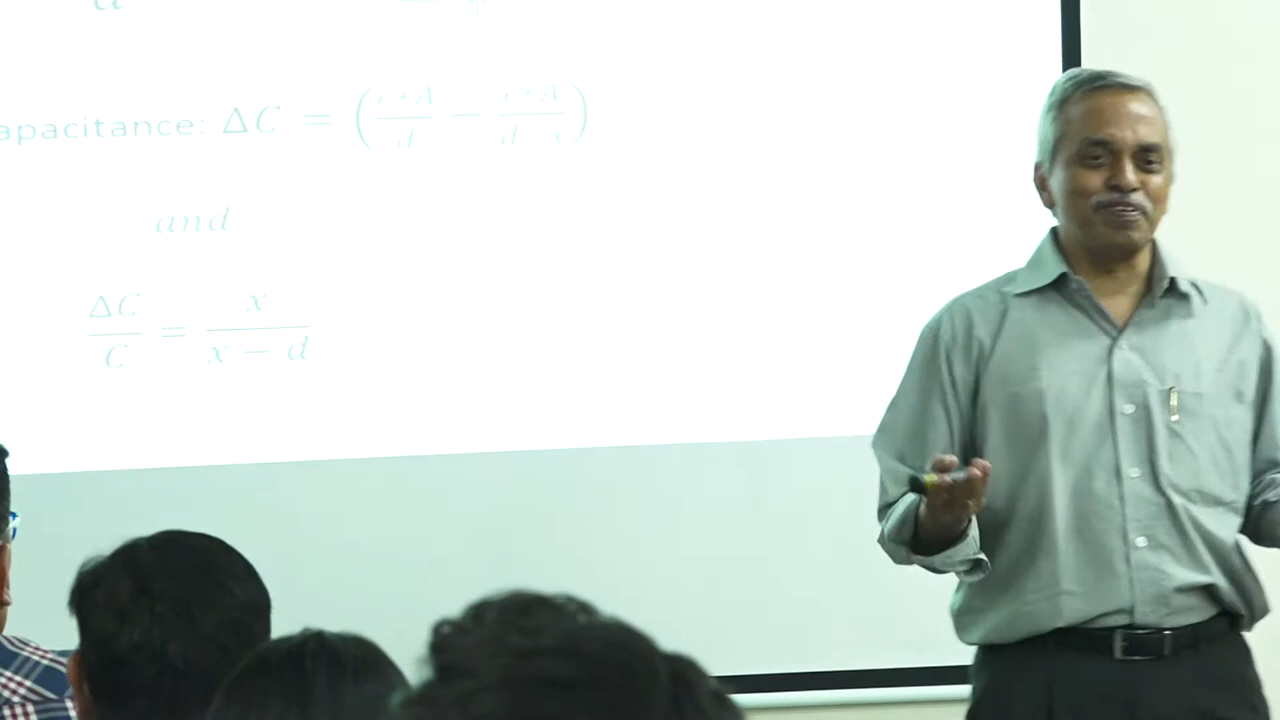 apacitance: ΔC = (ε*A/d − ε*A/d − x)
and
ΔC/C = x/(x − d)